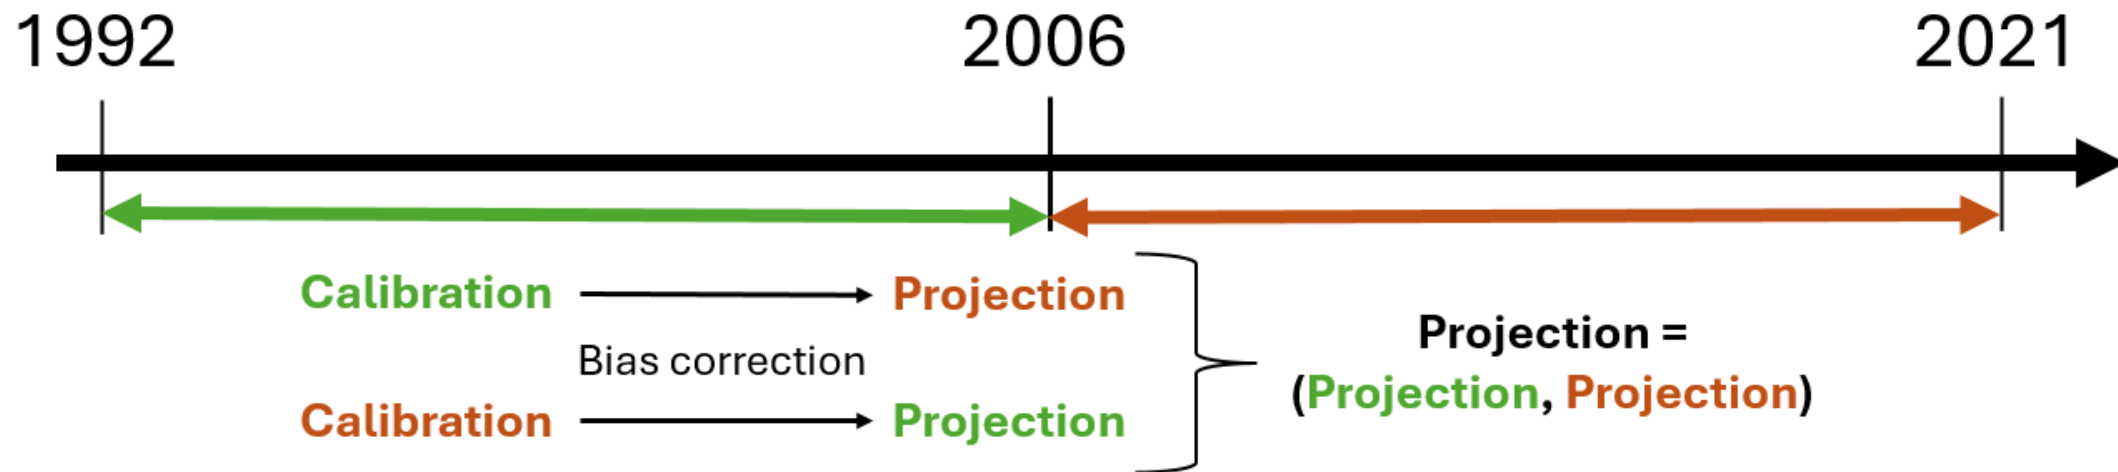 1992 2006 2021
Calibration Projection
Bias correction
Calibration Projection
Projection =
(Projection, Projection)